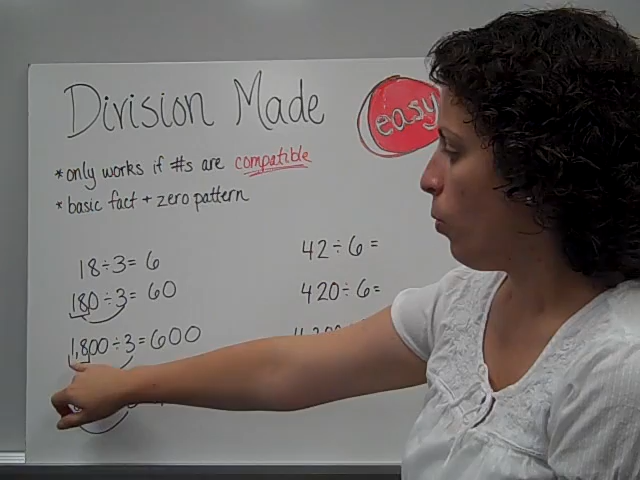 Division Made easy
*only works if #s are compatible
*basic fact + zero pattern
18÷3=6
180÷3=60
1,800÷3=600
42÷6=
420÷6=